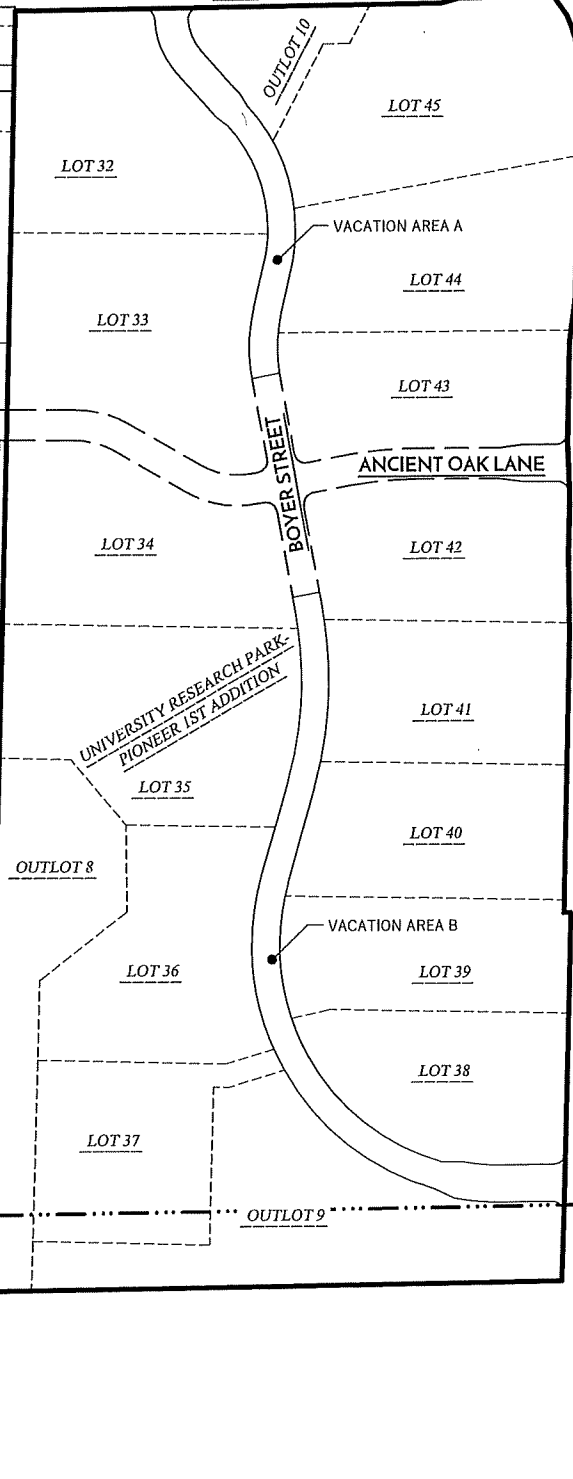 OUTLOT 10
LOT 45
LOT 32
VACATION AREA A
LOT 44
LOT 33
LOT 43
BOYER STREET
ANCIENT OAK LANE
LOT 34
LOT 42
UNIVERSITY RESEARCH PARK-
PIONEER 1ST ADDITION
LOT 41
LOT 35
LOT 40
OUTLOT 8
VACATION AREA B
LOT 36
LOT 39
LOT 38
LOT 37
OUTLOT 9